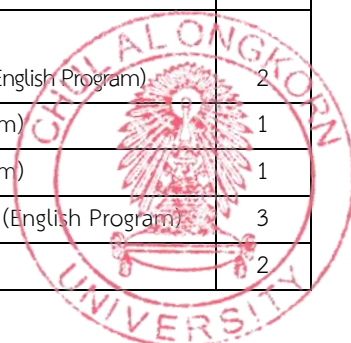 CHULALONGKORN
English Program) 2
m) 1
m) 1
(English Program) 3
2
UNIVERSITY